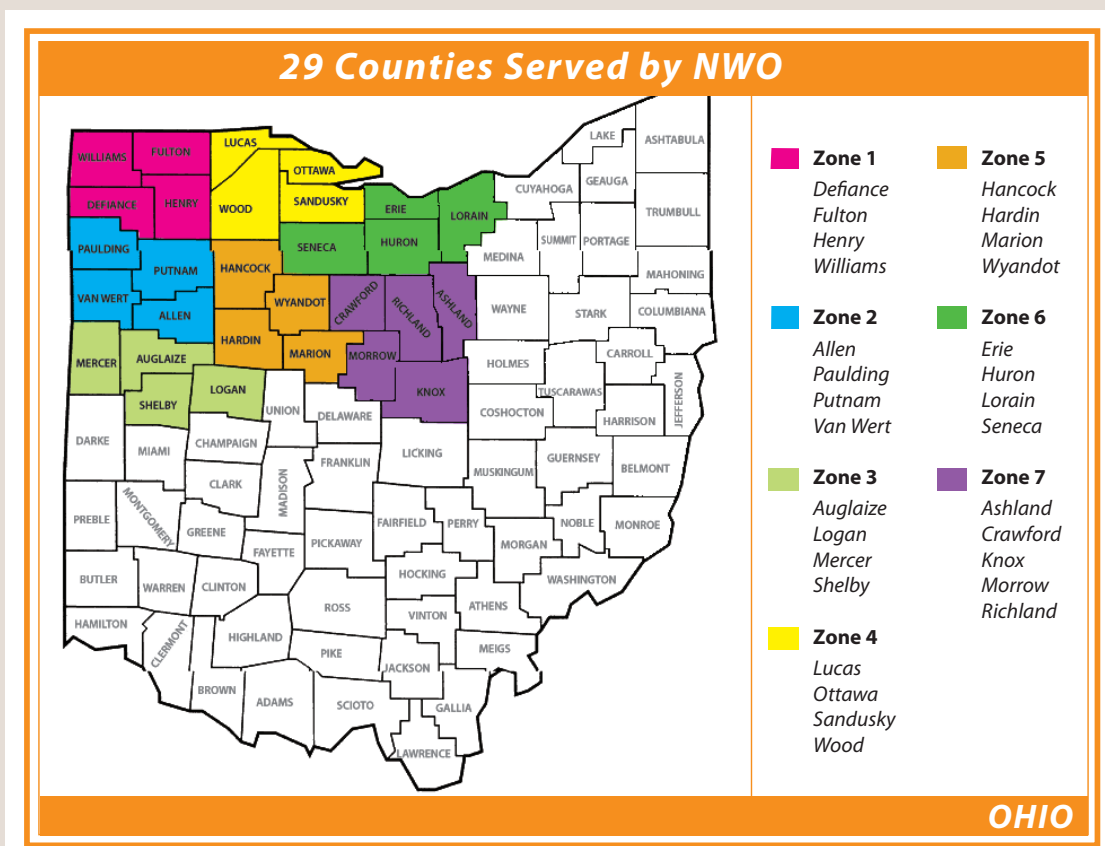 29 Counties Served by NWO
LAKE
ASHTABULA
LUCAS
WILLIAMS
FULTON
OTTAWA
CUYAHOGA
GEAUGA
DEFIANCE
HENRY
WOOD
SANDUSKY
ERIE
LORAIN
TRUMBULL
PAULDING
PUTNAM
HANCOCK
SENECA
HURON
MEDINA
SUMMIT
PORTAGE
MAHONING
VAN WERT
ALLEN
WYANDOT
CRAWFORD
RICHLAND
ASHLAND
WAYNE
STARK
COLUMBIANA
MERCER
AUGLAIZE
HARDIN
MARION
MORROW
HOLMES
CARROLL
SHELBY
LOGAN
UNION
DELAWARE
KNOX
COSHOCTON
TUSCARAWAS
HARRISON
JEFFERSON
DARKE
MIAMI
CHAMPAIGN
CLARK
MADISON
FRANKLIN
LICKING
MUSKINGUM
GUERNSEY
BELMONT
PREBLE
MONTGOMERY
GREENE
FAYETTE
PICKAWAY
FAIRFIELD
PERRY
MORGAN
NOBLE
MONROE
BUTLER
WARREN
CLINTON
ROSS
HOCKING
VINTON
ATHENS
WASHINGTON
HAMILTON
CLERMONT
HIGHLAND
PIKE
JACKSON
MEIGS
BROWN
ADAMS
SCIOTO
GALLIA
LAWRENCE
Zone 1
Defiance
Fulton
Henry
Williams
Zone 2
Allen
Paulding
Putnam
Van Wert
Zone 3
Auglaize
Logan
Mercer
Shelby
Zone 4
Lucas
Ottawa
Sandusky
Wood
Zone 5
Hancock
Hardin
Marion
Wyandot
Zone 6
Erie
Huron
Lorain
Seneca
Zone 7
Ashland
Crawford
Knox
Morrow
Richland
OHIO